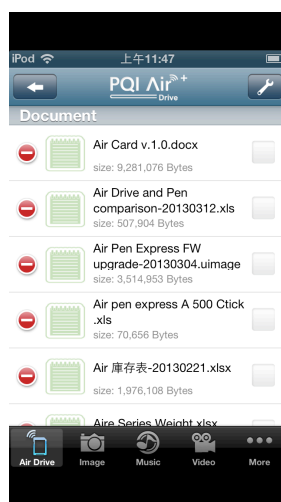 iPod 上午11:47
PQI Air+
Drive
Document
Air Card v.1.0.docx
size: 9,281,076 Bytes
Air Drive and Pen
comparison-20130312.xls
size: 507,904 Bytes
Air Pen Express FW
upgrade-20130304.uimage
size: 3,514,953 Bytes
Air pen express A 500 Ctick
.xls
size: 70,656 Bytes
Air 庫存表-20130221.xlsx
size: 1,976,108 Bytes
Aire Series Weight.xlsx
Air Drive Image Music Video More